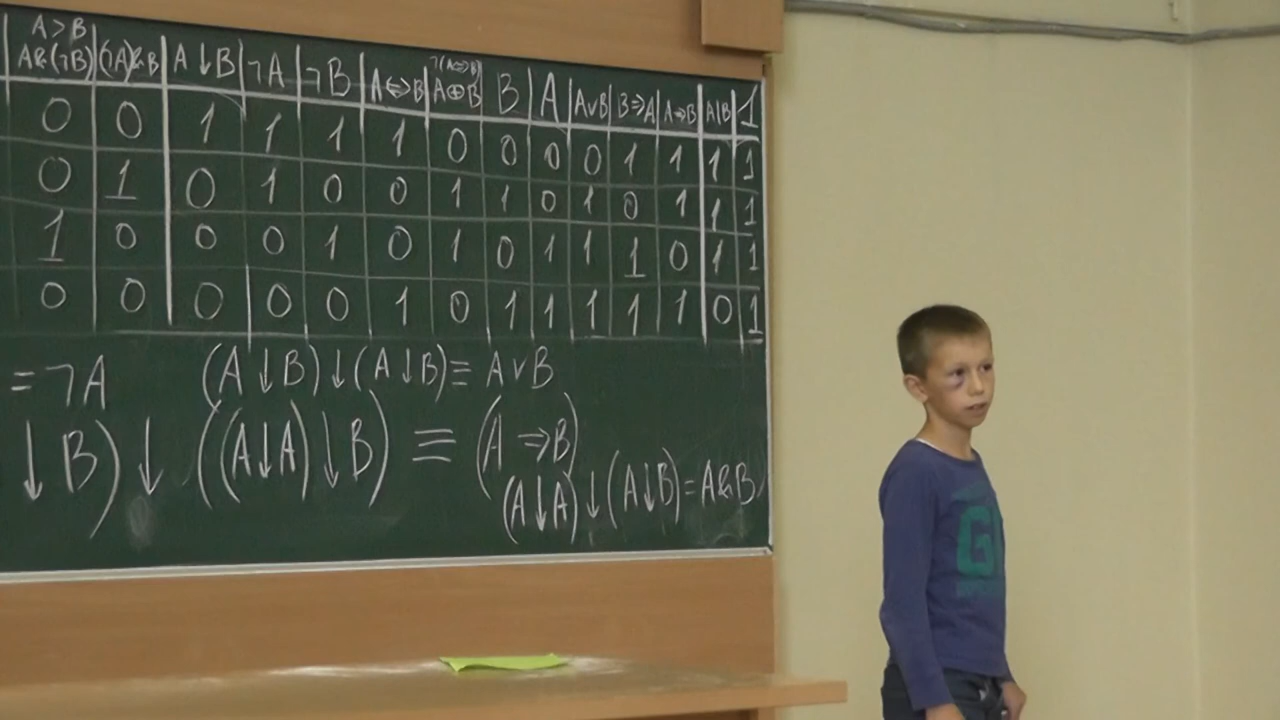 A>B
A&(¬B) (¬A)&B A↓B ¬A ¬B A⇔B ¬(A⇔B) A⊕B B A A∨B B⇒A A⇒B A|B 1
0 0 1 1 1 1 0 0 0 0 1 1 1 1
0 1 0 1 0 0 1 1 0 1 0 1 1 1
1 0 0 0 1 0 1 0 1 1 1 0 1 1
0 0 0 0 0 1 0 1 1 1 1 1 0 1
=¬A (A↓B)↓(A↓B)≡A∨B
↓B)↓((A↓A)↓B)≡(A⇒B)
(A↓A)↓(A↓B)=A&B
G